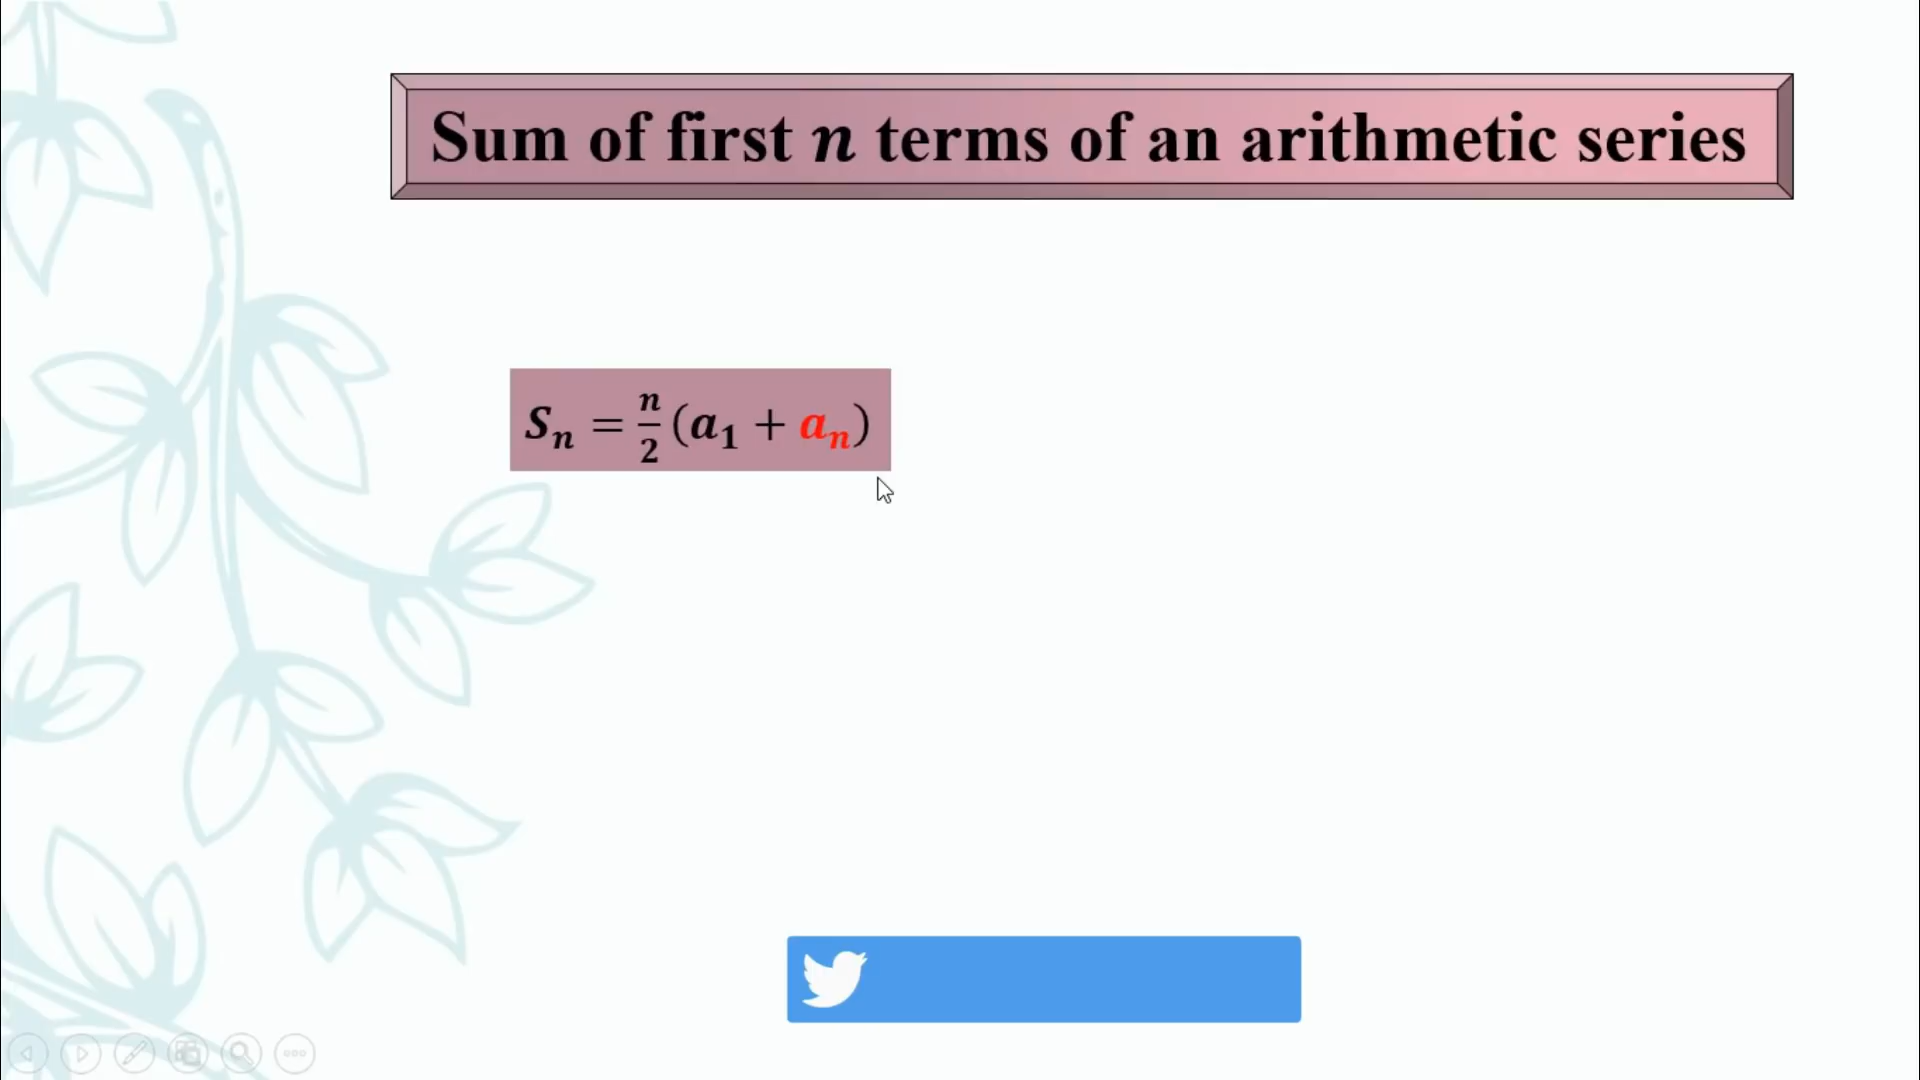 Sum of first n terms of an arithmetic series
Sₙ = n/2 (a₁ + aₙ)